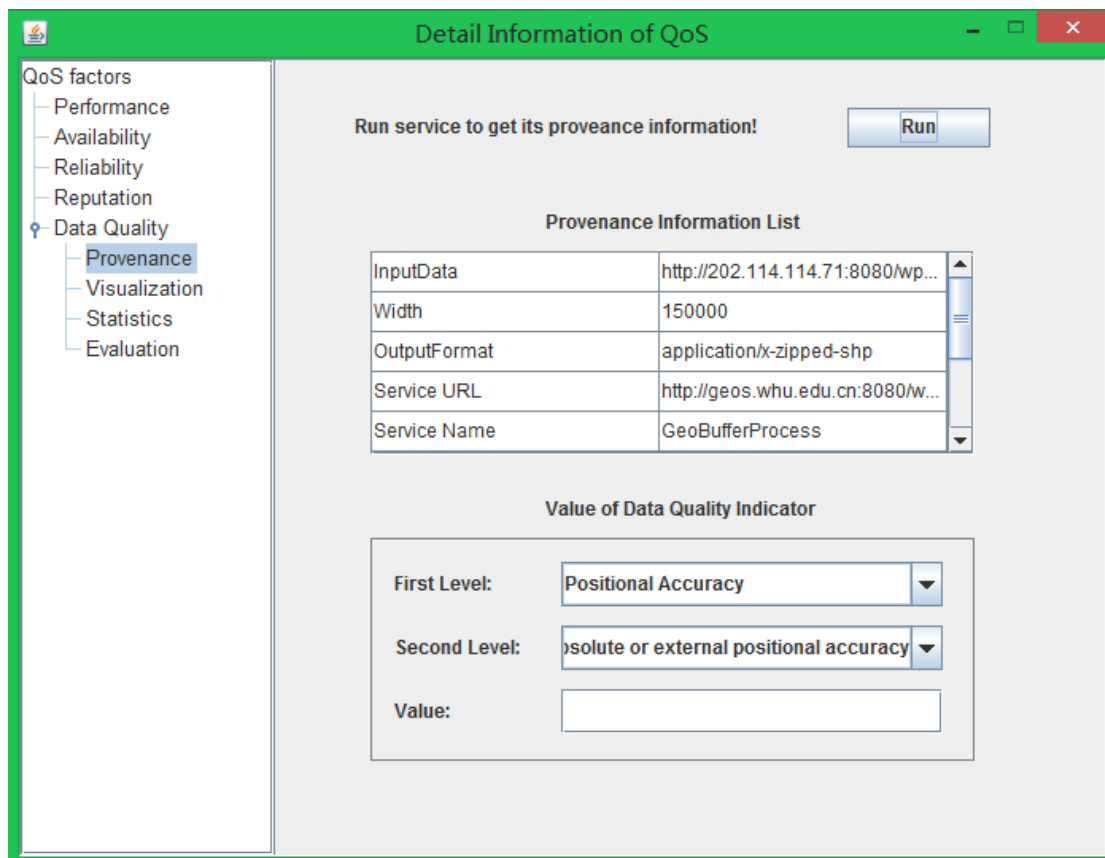 Detail Information of QoS
QoS factors
Performance
Availability
Reliability
Reputation
Data Quality
Provenance
Visualization
Statistics
Evaluation
Run service to get its proveance information!
Run
Provenance Information List
InputData http://202.114.114.71:8080/wp...
Width 150000
OutputFormat application/x-zipped-shp
Service URL http://geos.whu.edu.cn:8080/w...
Service Name GeoBufferProcess
Value of Data Quality Indicator
First Level: Positional Accuracy
Second Level: or external positional accuracy
Value: